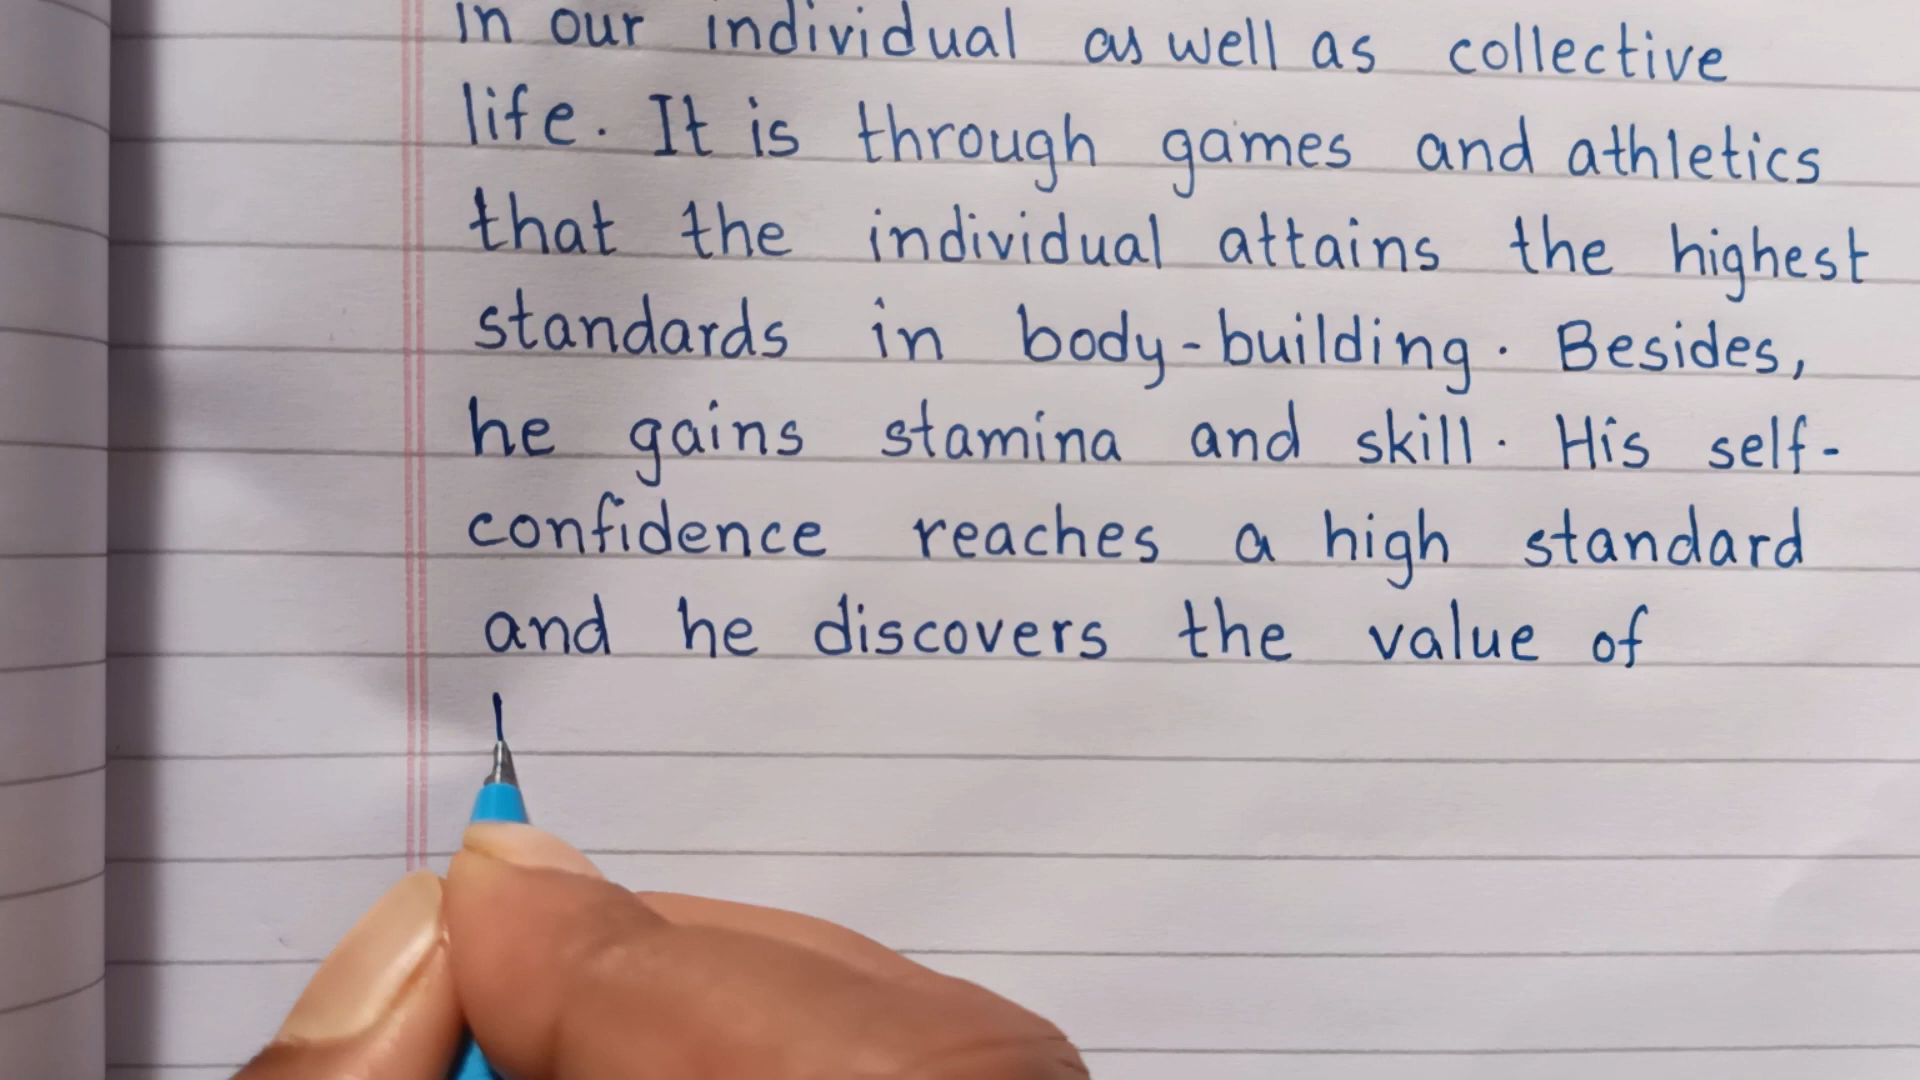 in our individual as well as collective
life. It is through games and athletics
that the individual attains the highest
standards in body-building. Besides,
he gains stamina and skill. His self-
confidence reaches a high standard
and he discovers the value of